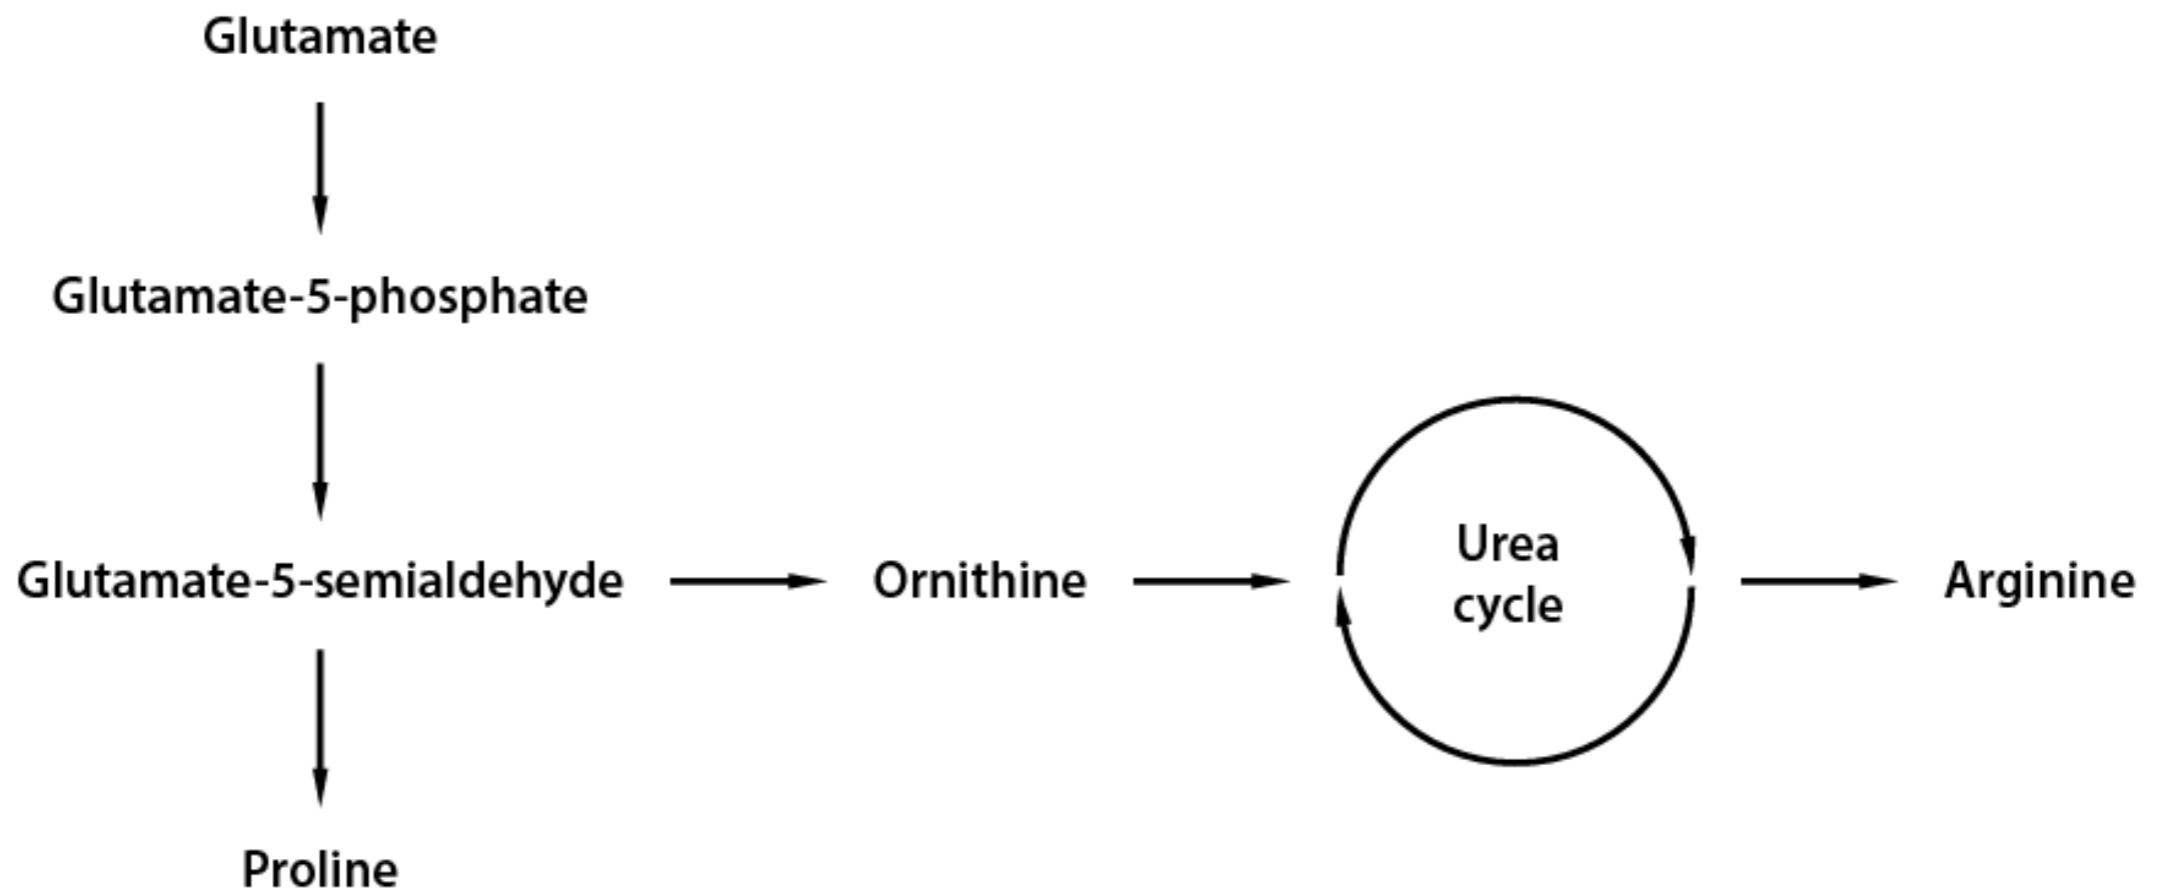 Glutamate
Glutamate-5-phosphate
Glutamate-5-semialdehyde
Ornithine
Urea
cycle
Arginine
Proline